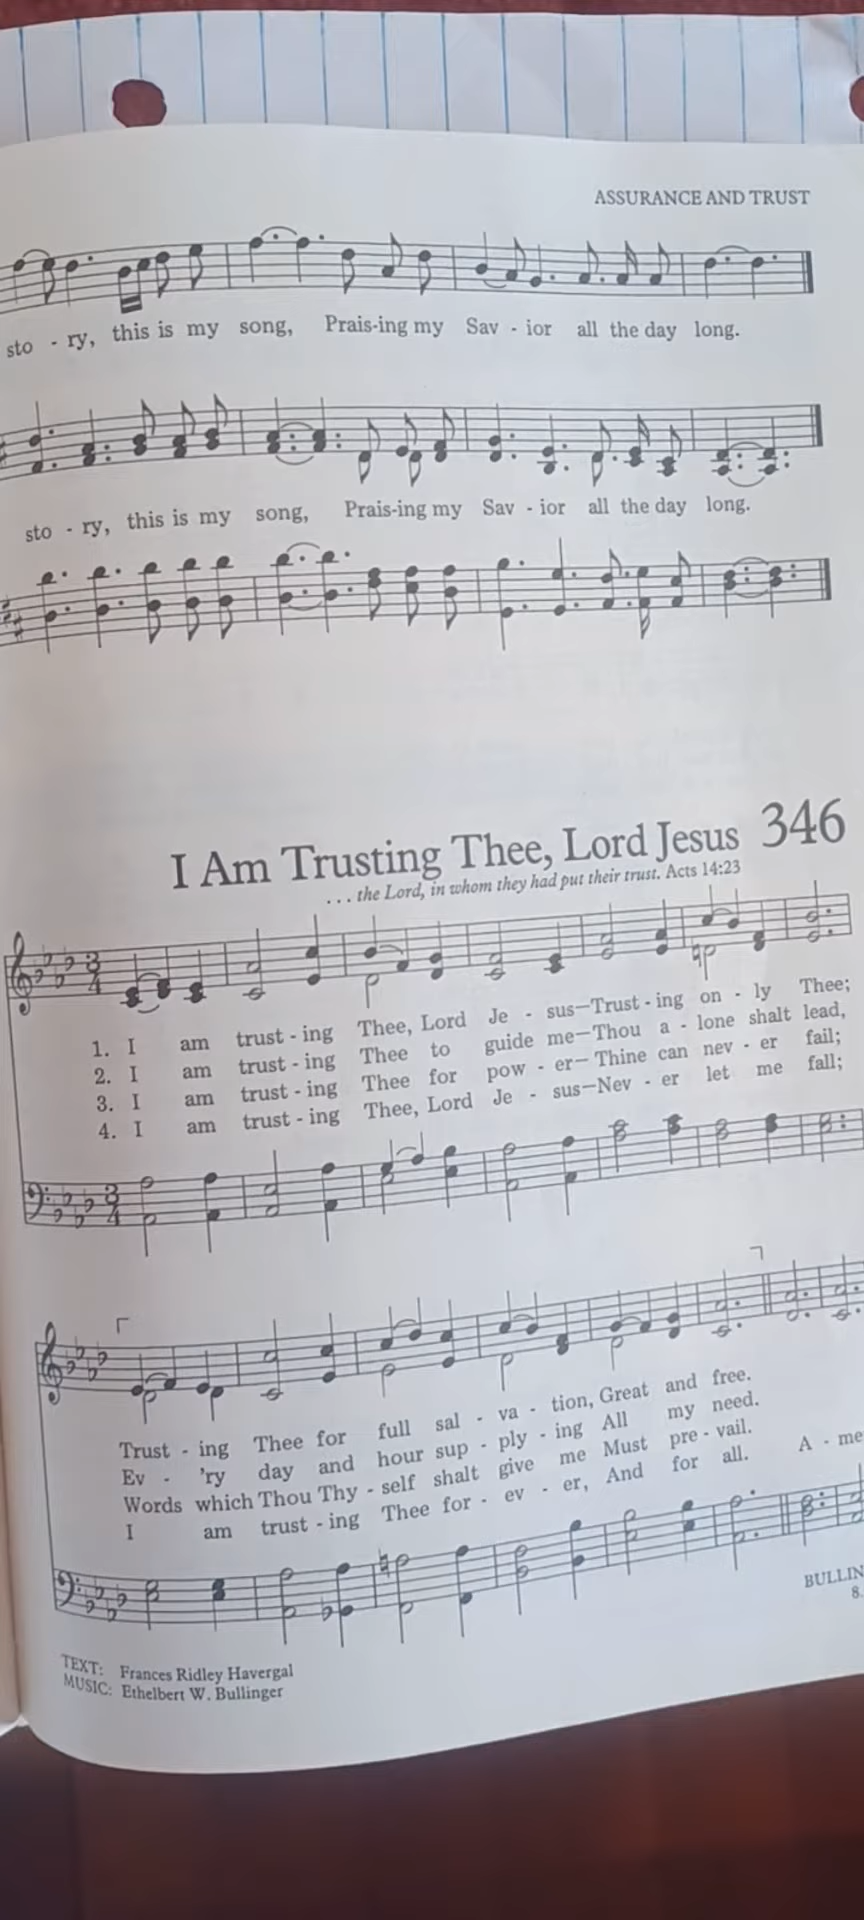 ASSURANCE AND TRUST
sto - ry, this is my song, Prais-ing my Sav - ior all the day long.
sto - ry, this is my song, Prais-ing my Sav - ior all the day long.
I Am Trusting Thee, Lord Jesus 346
. . . the Lord, in whom they had put their trust. Acts 14:23
1. I am trust - ing Thee, Lord Je - sus—Trust - ing on - ly Thee;
2. I am trust - ing Thee to guide me—Thou a - lone shalt lead,
3. I am trust - ing Thee for pow - er—Thine can nev - er fail;
4. I am trust - ing Thee, Lord Je - sus—Nev - er let me fall;
Trust - ing Thee for full sal - va - tion, Great and free.
Ev - 'ry day and hour sup - ply - ing All my need.
Words which Thou Thy - self shalt give me Must pre - vail.
I am trust - ing Thee for - ev - er, And for all. A - me
BULLIN
8.
TEXT: Frances Ridley Havergal
MUSIC: Ethelbert W. Bullinger